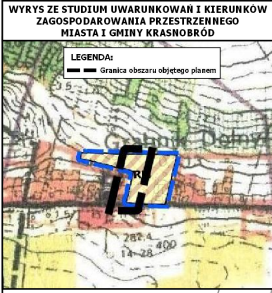 WYRYS ZE STUDIUM UWARUNKOWAŃ I KIERUNKÓW
ZAGOSPODAROWANIA PRZESTRZENNEGO
MIASTA I GMINY KRASNOBRÓD
LEGENDA:
Granica obszaru objętego planem